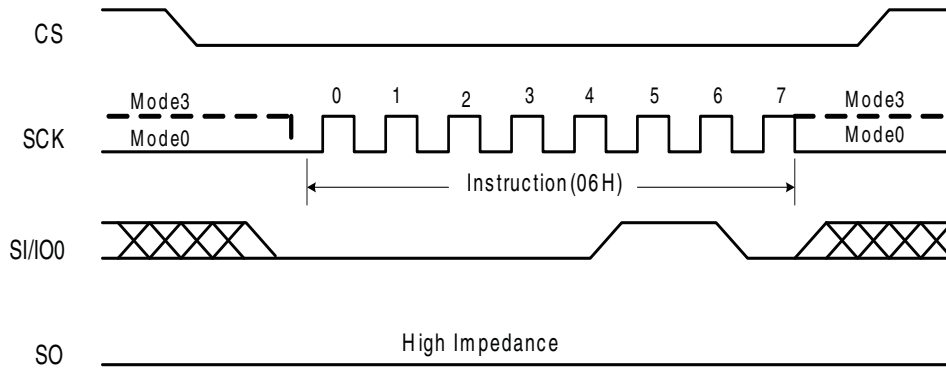 CS
Mode3 0 1 2 3 4 5 6 7 Mode3
SCK Mode0 Mode0
Instruction(06H)
SI/IO0
High Impedance
SO